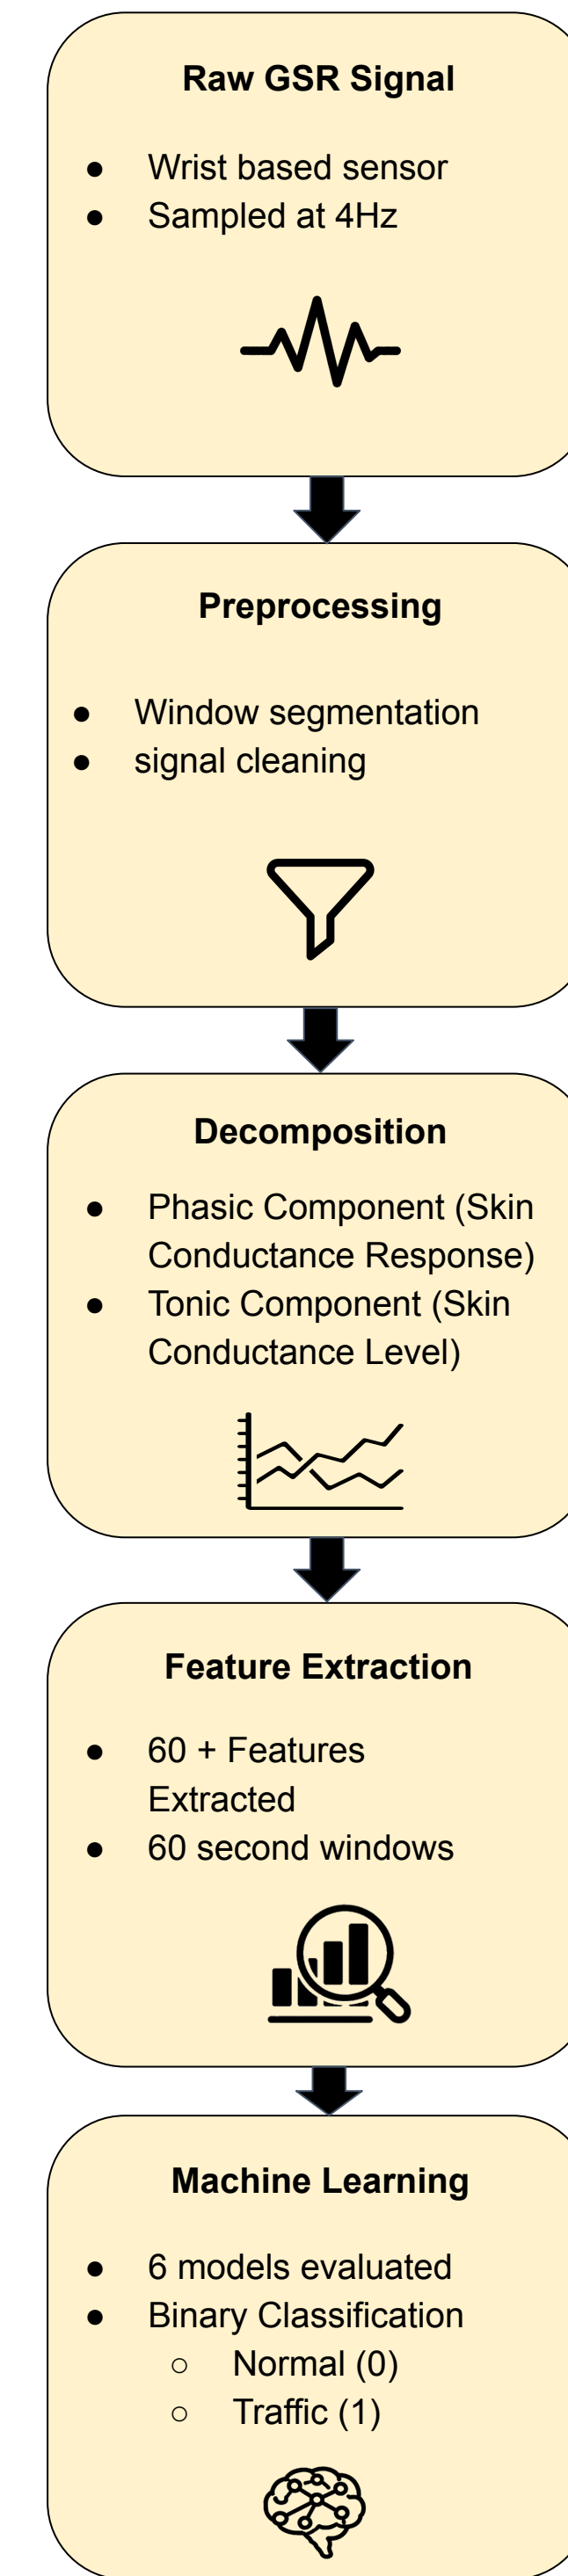 Raw GSR Signal
● Wrist based sensor
● Sampled at 4Hz
Preprocessing
● Window segmentation
● signal cleaning
Decomposition
● Phasic Component (Skin
Conductance Response)
● Tonic Component (Skin
Conductance Level)
Feature Extraction
● 60 + Features
Extracted
● 60 second windows
Machine Learning
● 6 models evaluated
● Binary Classification
○ Normal (0)
○ Traffic (1)